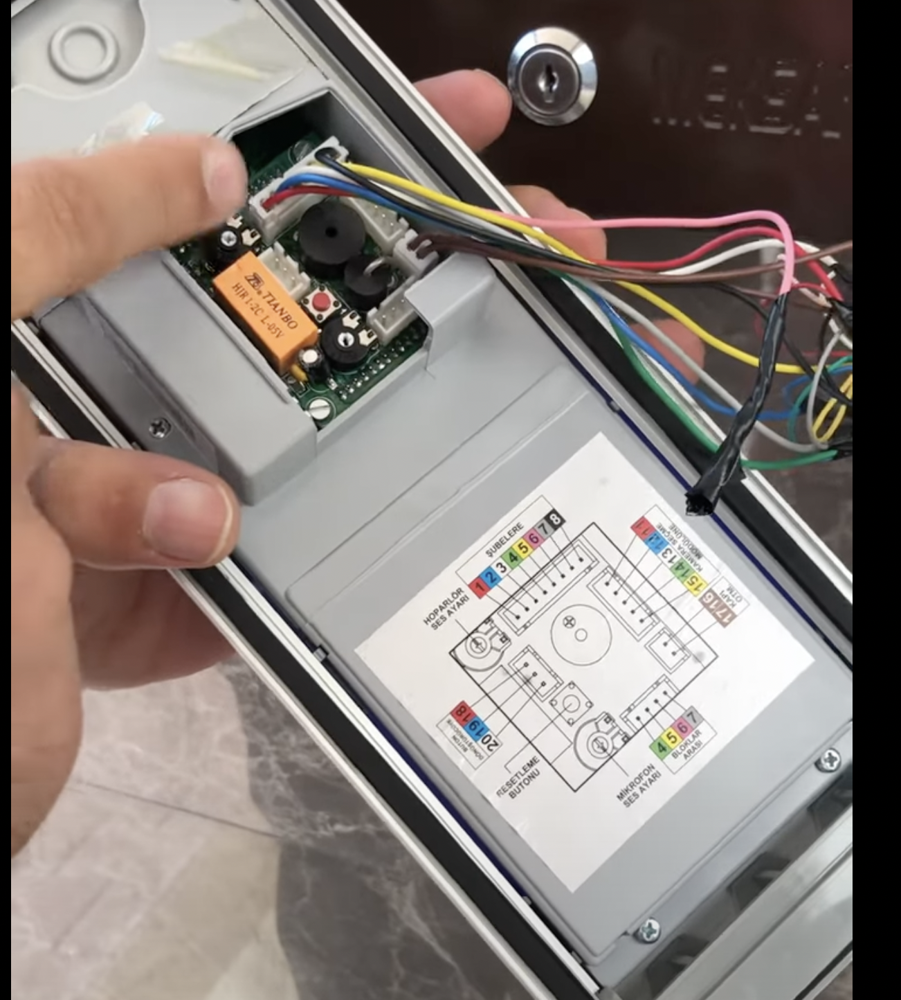 TIANBO
HJR 1-2C L-05V
ŞUBELERE
1 2 3 4 5 6 7 8
HOPARLÖR
SES AYARI
11 12 13 14 15
KAMERA SEÇME
MODÜLÜNE
17/16
KAPI
OTM.
18 19 20
BUTON
DÖNÜŞTÜRÜCÜNE
RESETLEME
BUTONU
4 5 6 7
BLOKLAR
ARASI
MİKROFON
SES AYARI